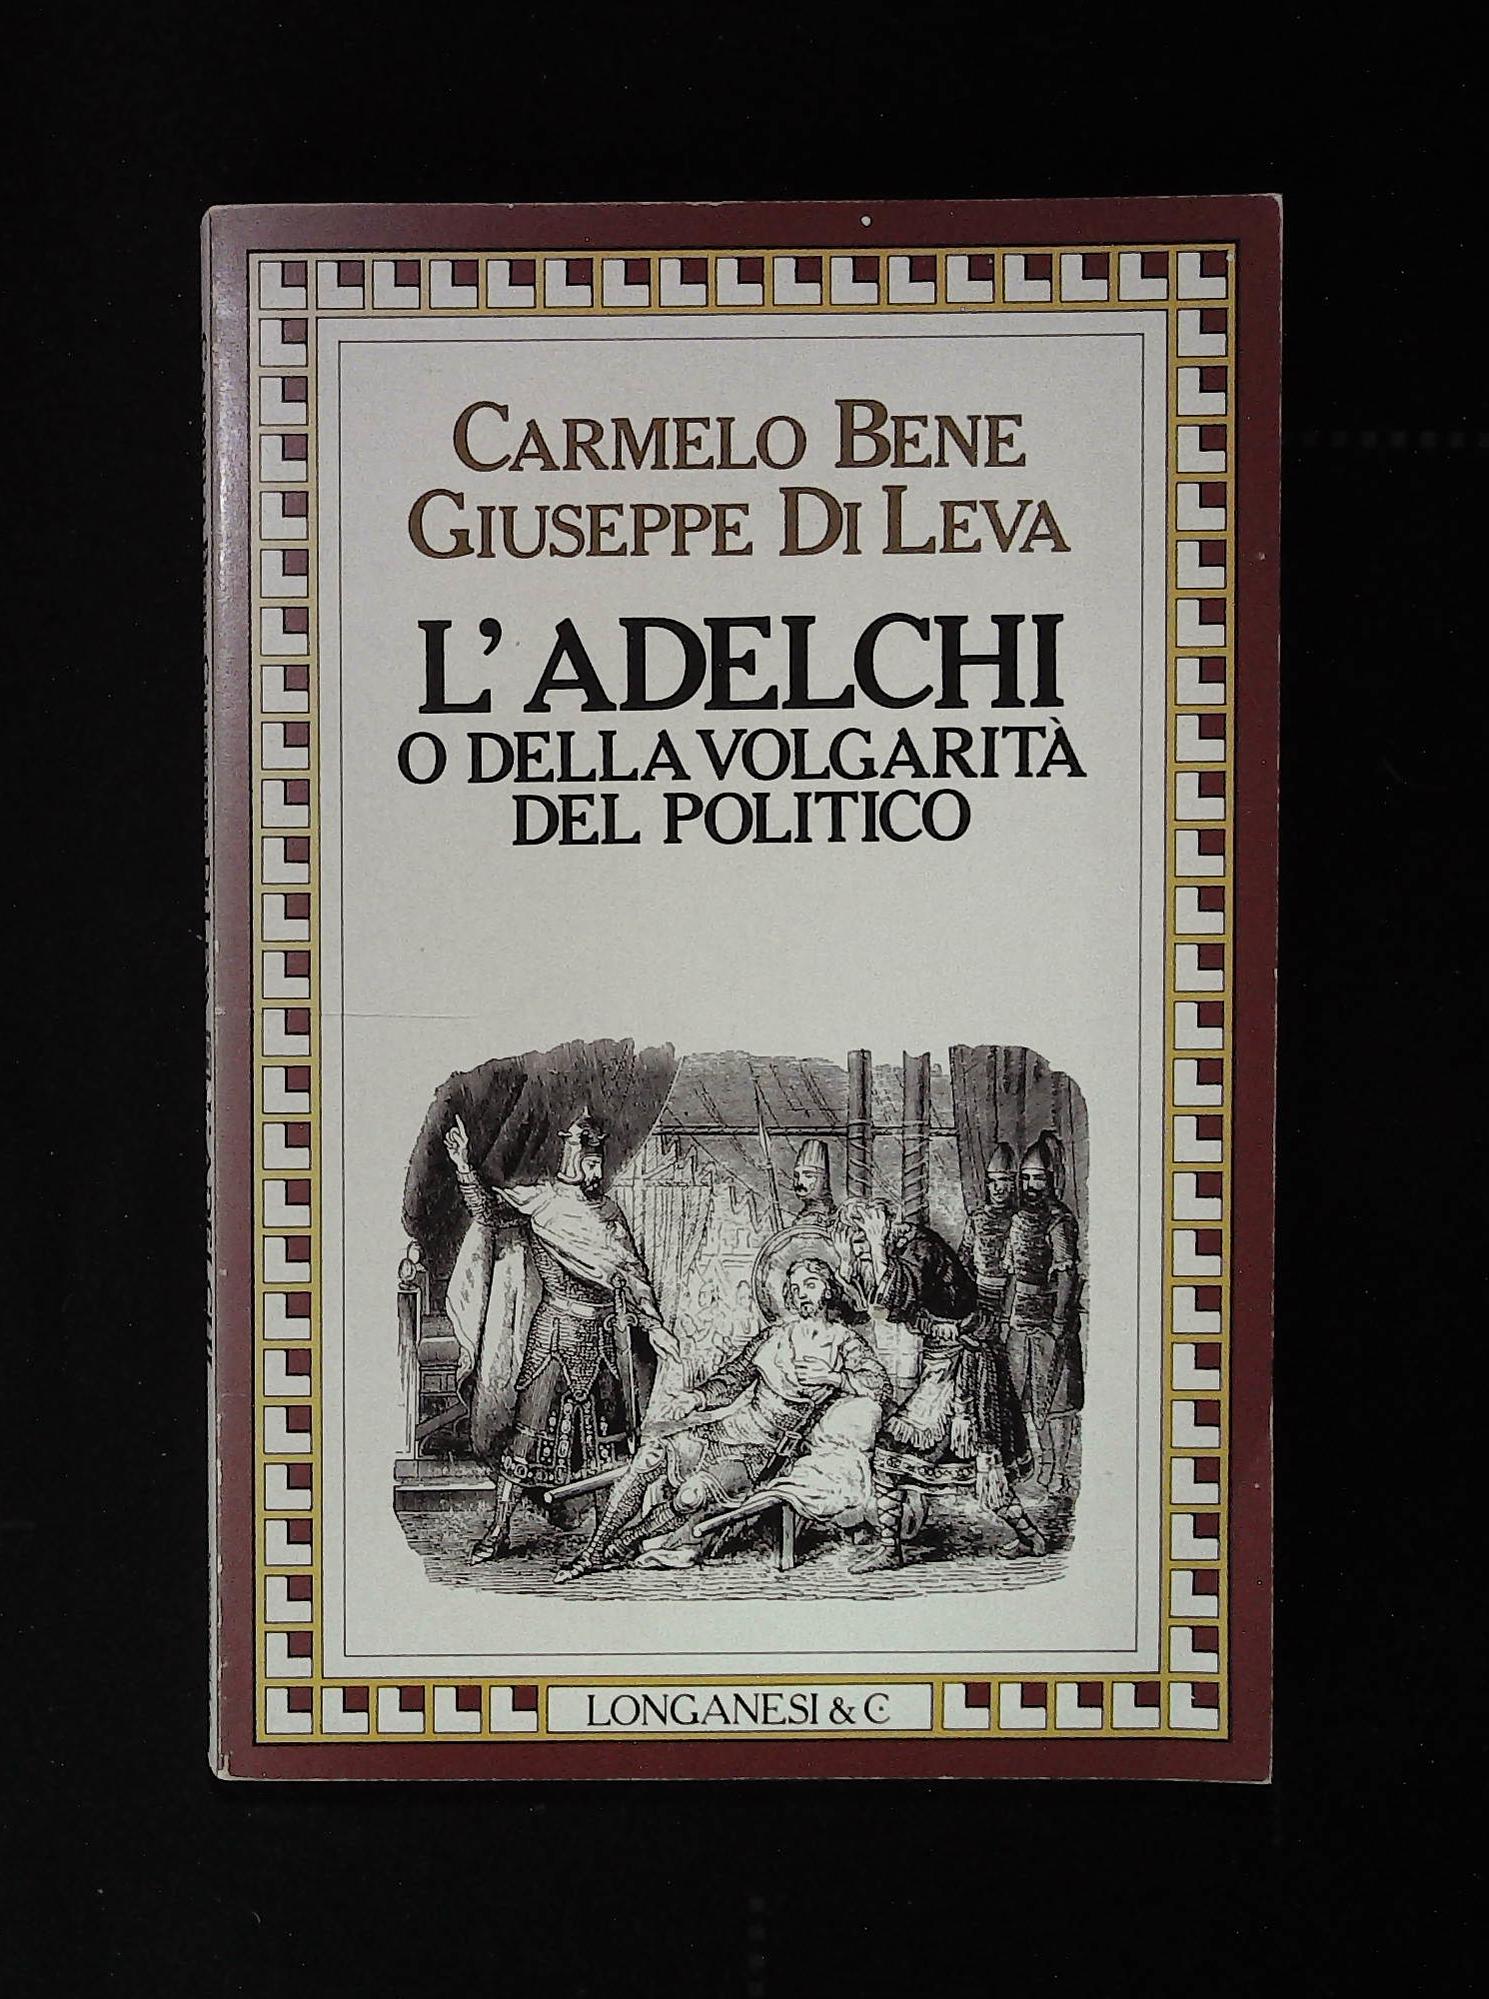 CARMELO BENE
GIUSEPPE DI LEVA
L'ADELCHI
O DELLA VOLGARITÀ
DEL POLITICO
LONGANESI & C.